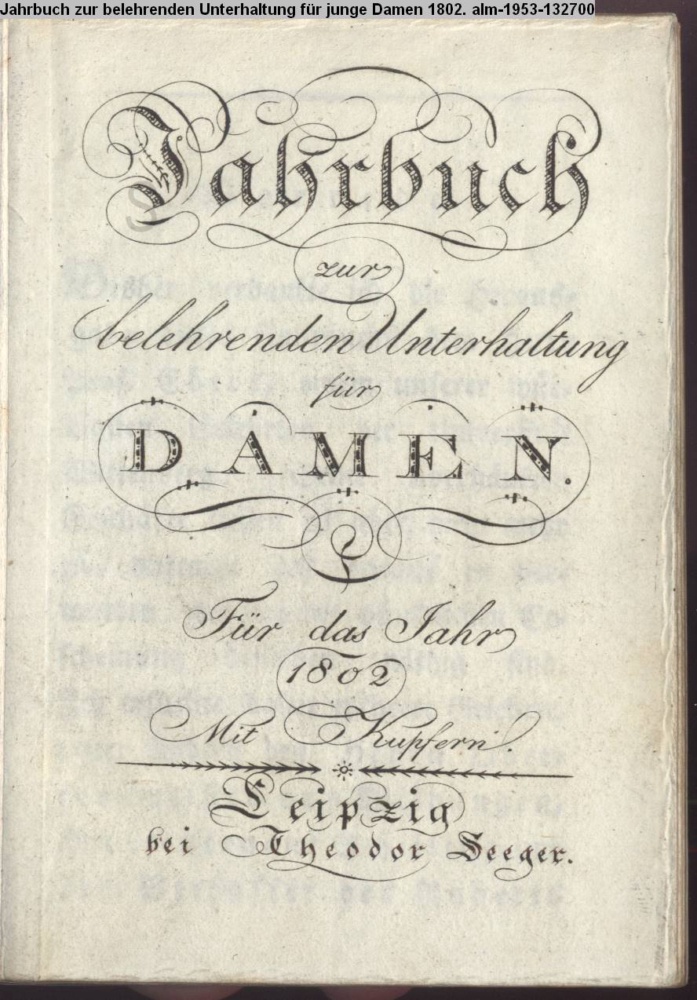 Jahrbuch zur belehrenden Unterhaltung für junge Damen 1802. alm-1953-132700
Jahrbuch
zur
belehrenden Unterhaltung
für
DAMEN.
Für das Jahr
1802
Mit Kupfern.
Leipzig
bei Theodor Seeger.